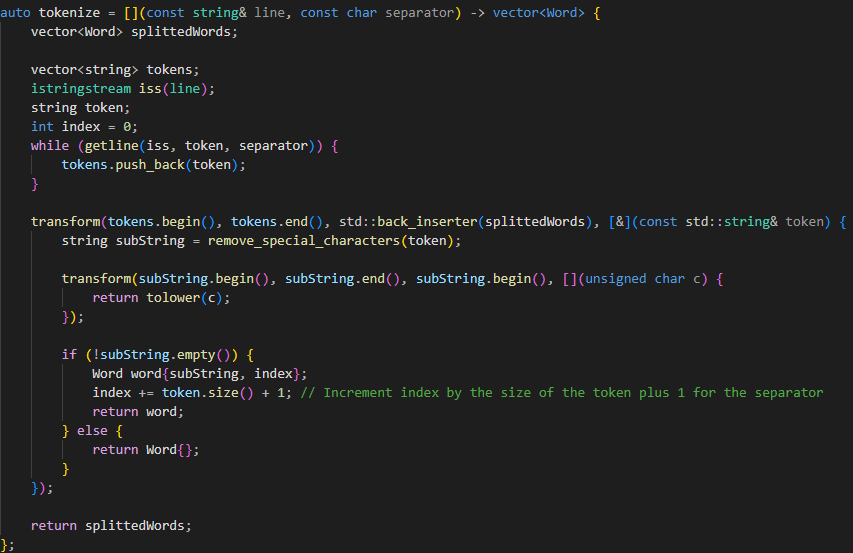 auto tokenize = [](const string& line, const char separator) -> vector<Word> {
    vector<Word> splittedWords;

    vector<string> tokens;
    istringstream iss(line);
    string token;
    int index = 0;
    while (getline(iss, token, separator)) {
        tokens.push_back(token);
    }

    transform(tokens.begin(), tokens.end(), std::back_inserter(splittedWords), [&](const std::string& token) {
        string subString = remove_special_characters(token);

        transform(subString.begin(), subString.end(), subString.begin(), [](unsigned char c) {
            return tolower(c);
        });

        if (!subString.empty()) {
            Word word{subString, index};
            index += token.size() + 1; // Increment index by the size of the token plus 1 for the separator
            return word;
        } else {
            return Word{};
        }
    });

    return splittedWords;
};